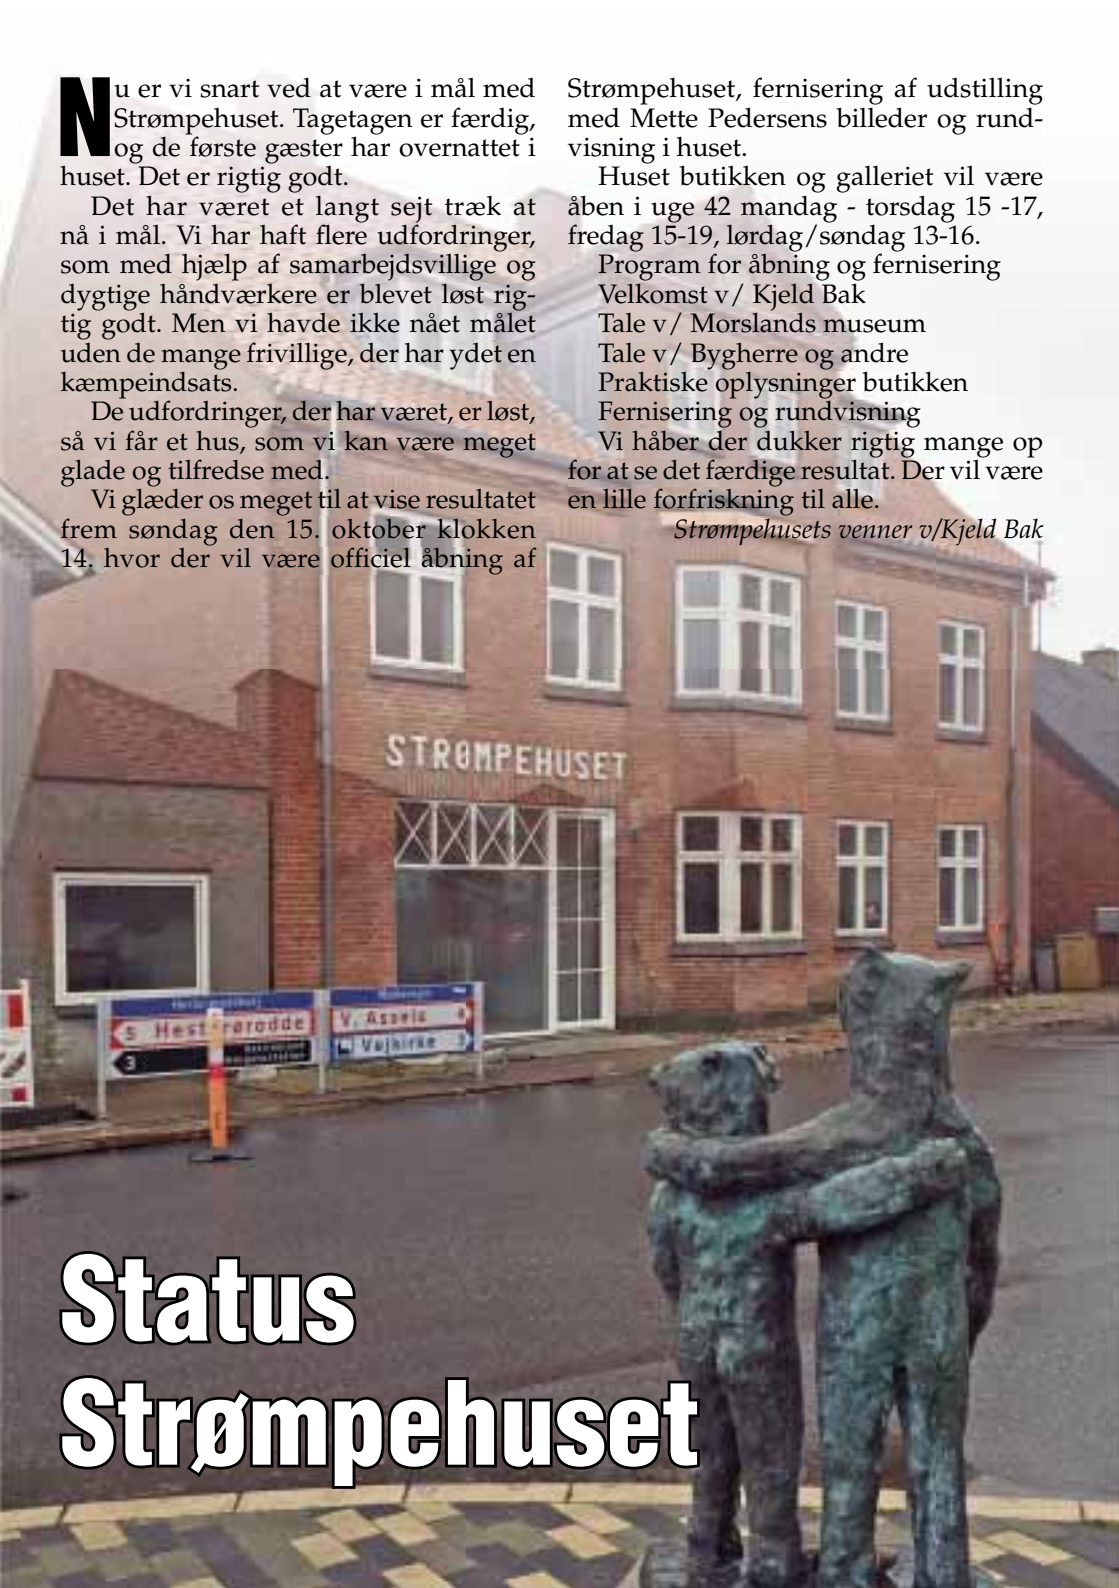 Nu er vi snart ved at være i mål med
Strømpehuset. Tagetagen er færdig,
og de første gæster har overnattet i
huset. Det er rigtig godt.
Det har været et langt sejt træk at
nå i mål. Vi har haft flere udfordringer,
som med hjælp af samarbejdsvillige og
dygtige håndværkere er blevet løst rig-
tig godt. Men vi havde ikke nået målet
uden de mange frivillige, der har ydet en
kæmpeindsats.
De udfordringer, der har været, er løst,
så vi får et hus, som vi kan være meget
glade og tilfredse med.
Vi glæder os meget til at vise resultatet
frem søndag den 15. oktober klokken
14. hvor der vil være officiel åbning af
Strømpehuset, fernisering af udstilling
med Mette Pedersens billeder og rund-
visning i huset.
Huset butikken og galleriet vil være
åben i uge 42 mandag - torsdag 15 -17,
fredag 15-19, lørdag/søndag 13-16.
Program for åbning og fernisering
Velkomst v/ Kjeld Bak
Tale v/ Morslands museum
Tale v/ Bygherre og andre
Praktiske oplysninger butikken
Fernisering og rundvisning
Vi håber der dukker rigtig mange op
for at se det færdige resultat. Der vil være
en lille forfriskning til alle.
Strømpehusets venner v/Kjeld Bak
STRØMPEHUSET
5 Hesterørodde
3
V. Assels 4
Vejkirke 3
Status
Strømpehuset